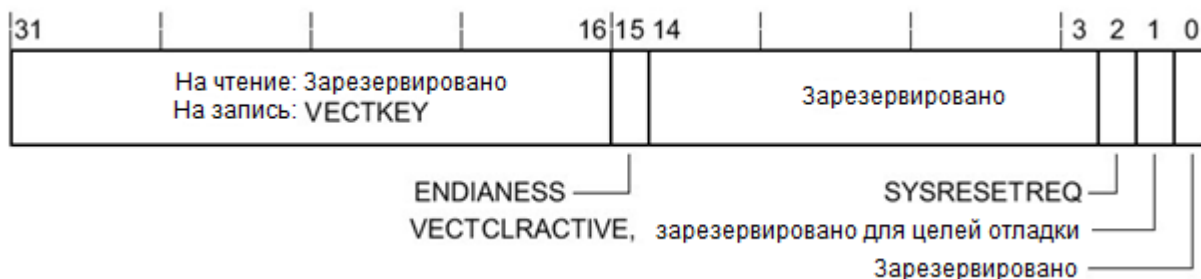 31 16 15 14 3 2 1 0
На чтение: Зарезервировано
На запись: VECTKEY
Зарезервировано
ENDIANESS
SYSRESETREQ
VECTCLRACTIVE, зарезервировано для целей отладки
Зарезервировано